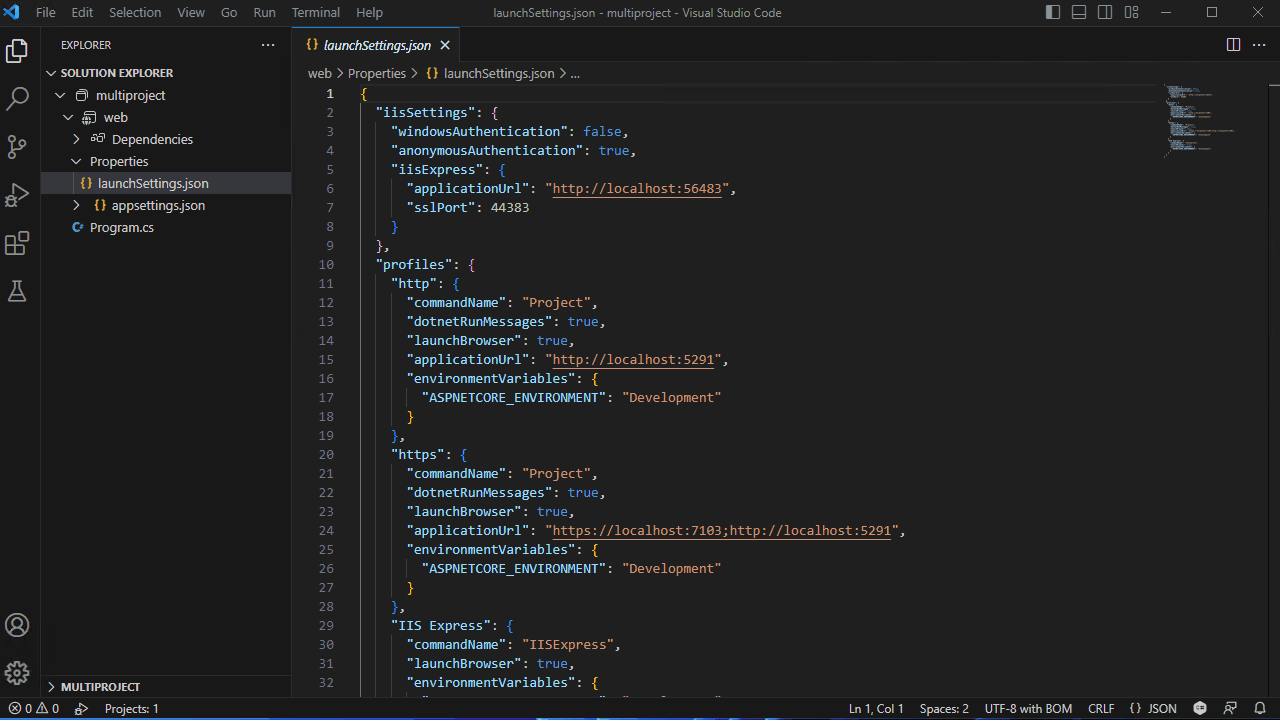 File Edit Selection View Go Run Terminal Help
launchSettings.json - multiproject - Visual Studio Code
EXPLORER
SOLUTION EXPLORER
multiproject
web
Dependencies
Properties
{} launchSettings.json
{} appsettings.json
C# Program.cs
MULTIPROJECT
{} launchSettings.json
web > Properties > {} launchSettings.json > ...
1 {
2 "iisSettings": {
3 "windowsAuthentication": false,
4 "anonymousAuthentication": true,
5 "iisExpress": {
6 "applicationUrl": "http://localhost:56483",
7 "sslPort": 44383
8 }
9 },
10 "profiles": {
11 "http": {
12 "commandName": "Project",
13 "dotnetRunMessages": true,
14 "launchBrowser": true,
15 "applicationUrl": "http://localhost:5291",
16 "environmentVariables": {
17 "ASPNETCORE_ENVIRONMENT": "Development"
18 }
19 },
20 "https": {
21 "commandName": "Project",
22 "dotnetRunMessages": true,
23 "launchBrowser": true,
24 "applicationUrl": "https://localhost:7103;http://localhost:5291",
25 "environmentVariables": {
26 "ASPNETCORE_ENVIRONMENT": "Development"
27 }
28 },
29 "IIS Express": {
30 "commandName": "IISExpress",
31 "launchBrowser": true,
32 "environmentVariables": {
0 0 Projects: 1 Ln 1, Col 1 Spaces: 2 UTF-8 with BOM CRLF {} JSON